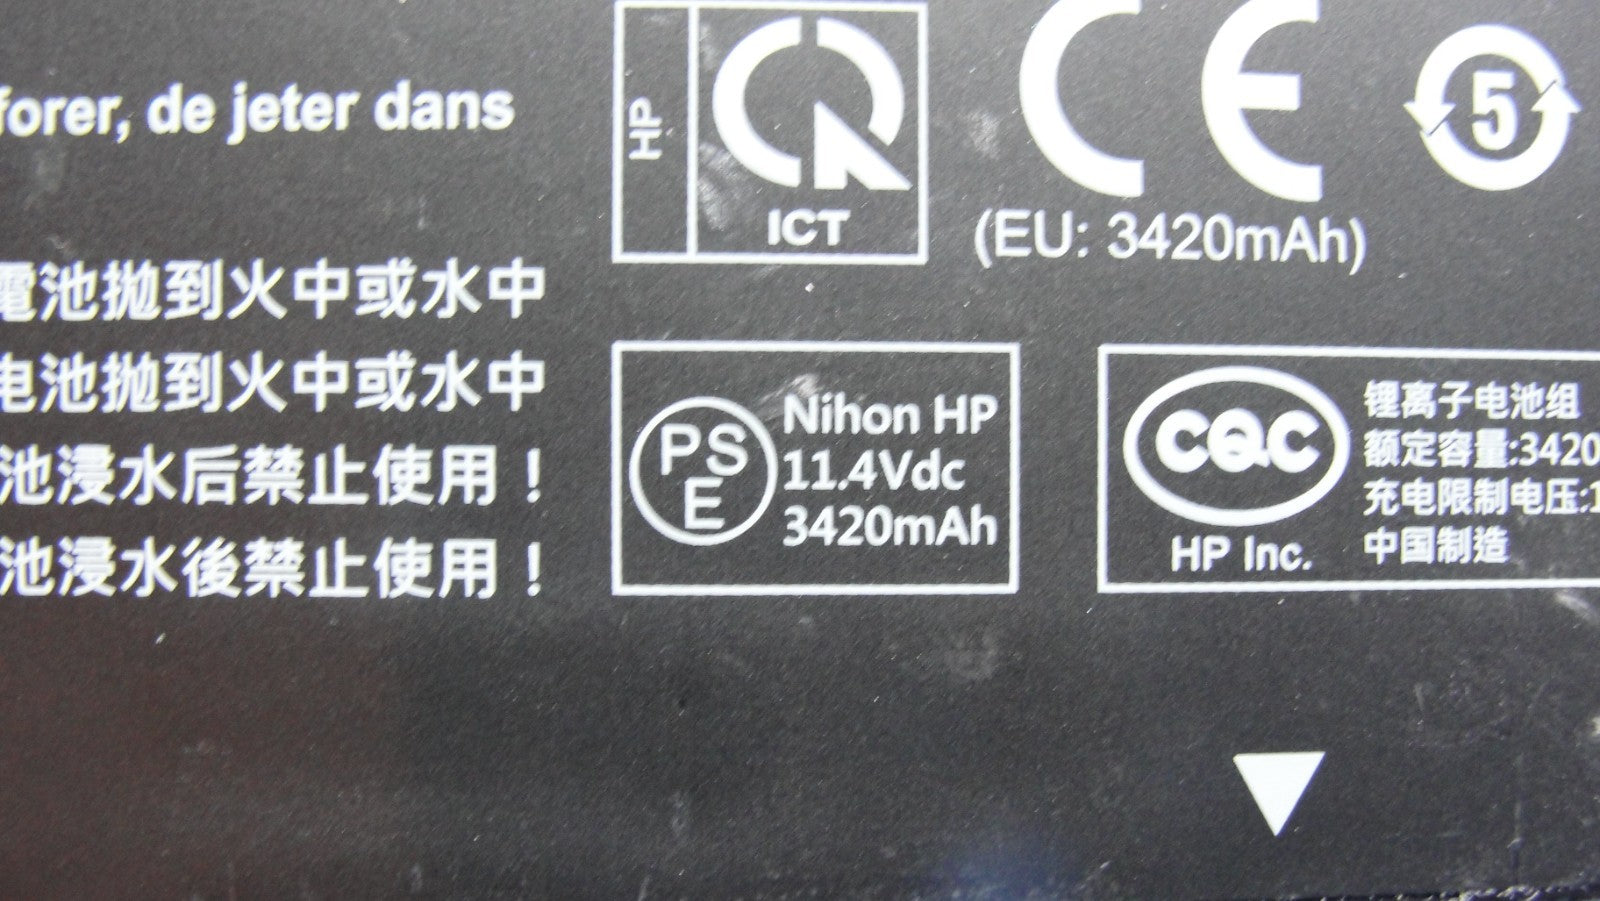 forer, de jeter dans
電池拋到火中或水中
电池拋到火中或水中
池浸水后禁止使用！
池浸水後禁止使用！
HP
ICT
CE
5
(EU: 3420mAh)
PS
E
Nihon HP
11.4Vdc
3420mAh
CQC
HP Inc.
锂离子电池组
额定容量:3420
充电限制电压:1
中国制造